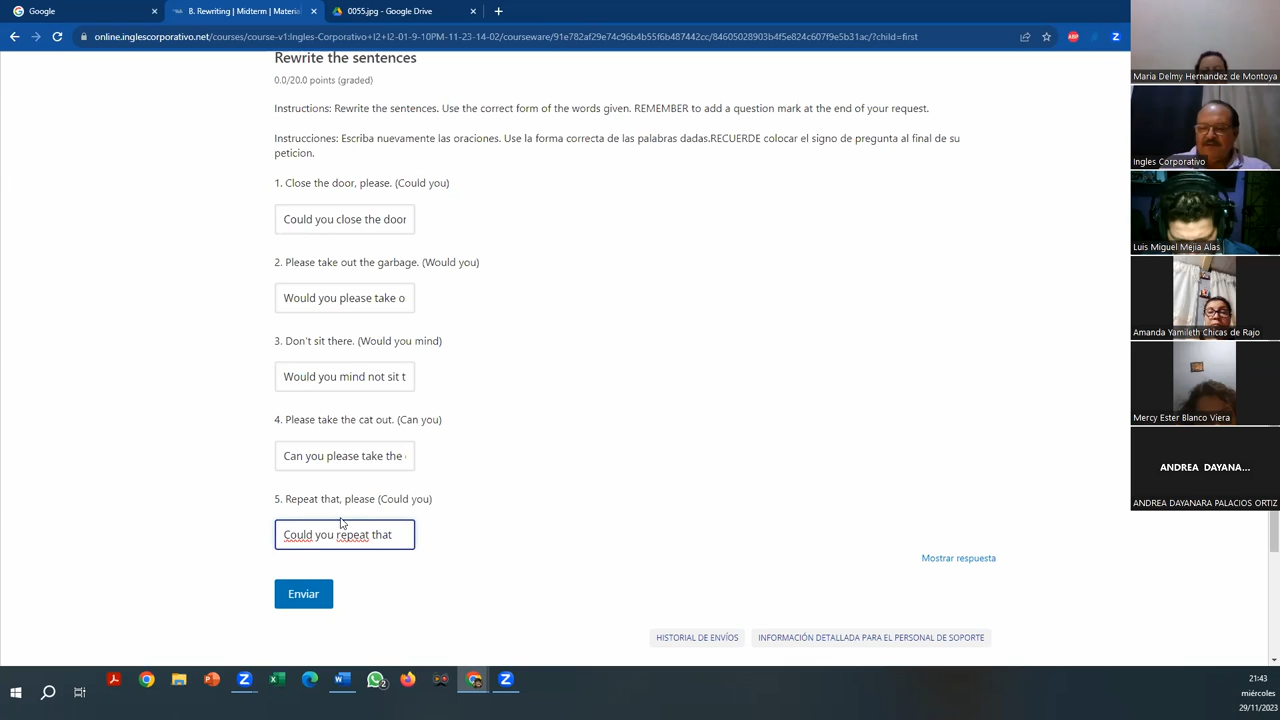 Google
B. Rewriting | Midterm | Material
0055.jpg - Google Drive
online.inglescorporativo.net/courses/course-v1:Ingles-Corporativo+I2+I2-01-9-10PM-11-23-14-02/courseware/91e782af29e74c96b4b55f6b487442cc/84605028903b4f5e824c607f9e5b31ac/?child=first
Rewrite the sentences
0.0/20.0 points (graded)
Instructions: Rewrite the sentences. Use the correct form of the words given. REMEMBER to add a question mark at the end of your request.
Instrucciones: Escriba nuevamente las oraciones. Use la forma correcta de las palabras dadas.RECUERDE colocar el signo de pregunta al final de su
peticion.
1. Close the door, please. (Could you)
Could you close the door
2. Please take out the garbage. (Would you)
Would you please take o
3. Don't sit there. (Would you mind)
Would you mind not sit t
4. Please take the cat out. (Can you)
Can you please take the
5. Repeat that, please (Could you)
Could you repeat that
Mostrar respuesta
Enviar
HISTORIAL DE ENVÍOS
INFORMACIÓN DETALLADA PARA EL PERSONAL DE SOPORTE
Maria Delmy Hernandez de Montoya
Ingles Corporativo
Luis Miguel Mejia Alas
Amanda Yamileth Chicas de Rajo
Mercy Ester Blanco Viera
ANDREA DAYANA...
ANDREA DAYANARA PALACIOS ORTIZ
21:43
miércoles
29/11/2023